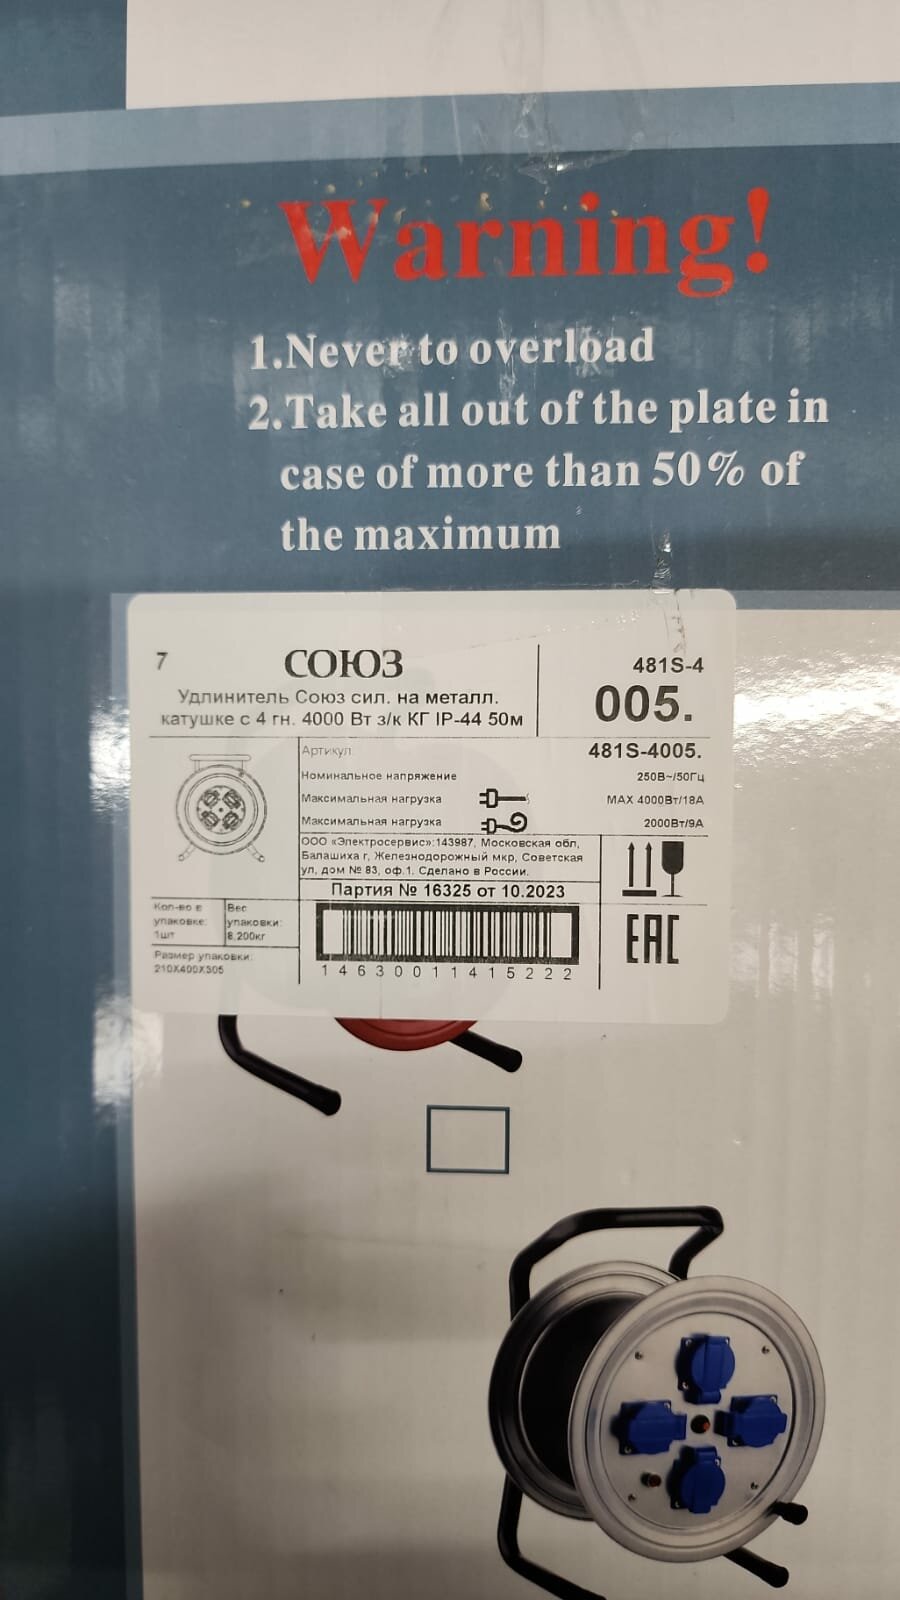 Warning!
1.Never to overload
2.Take all out of the plate in
case of more than 50% of
the maximum
7
СОЮЗ
Удлинитель Союз сил. на металл.
катушке с 4 гн. 4000 Вт з/к КГ IP-44 50м
481S-4
005.
Артикул 481S-4005.
Номинальное напряжение 250В~/50Гц
Максимальная нагрузка MAX 4000Вт/18А
Максимальная нагрузка 2000Вт/9А
ООО «Электросервис»:143987, Московская обл,
Балашиха г, Железнодорожный мкр, Советская
ул, дом № 83, оф.1. Сделано в России.
Партия № 16325 от 10.2023
Кол-во в
упаковке:
1шт
Вес
упаковки:
8,200кг
Размер упаковки:
210X400X305
14630011415222
EAC